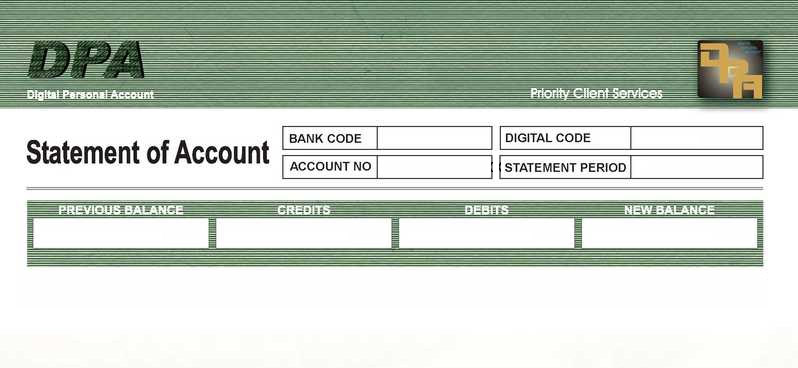 DPA
Digital Personal Account
Priority Client Services
DPA
Statement of Account
BANK CODE
DIGITAL CODE
ACCOUNT NO
STATEMENT PERIOD
PREVIOUS BALANCE CREDITS DEBITS NEW BALANCE